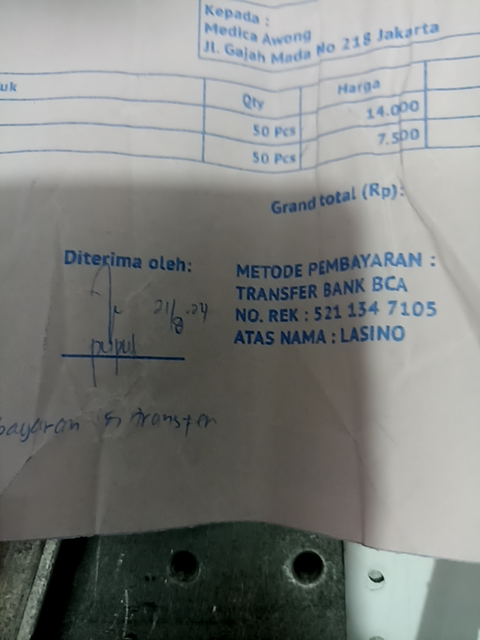 Kepada :
Medica Awong
Jl. Gajah Mada No 218 Jakarta
uk Qty Harga
50 Pcs 14.000
50 Pcs 7.500
Grand total (Rp):
Diterima oleh:
21/8.24
pupul
METODE PEMBAYARAN :
TRANSFER BANK BCA
NO. REK : 521 134 7105
ATAS NAMA : LASINO
bayaran di transfer